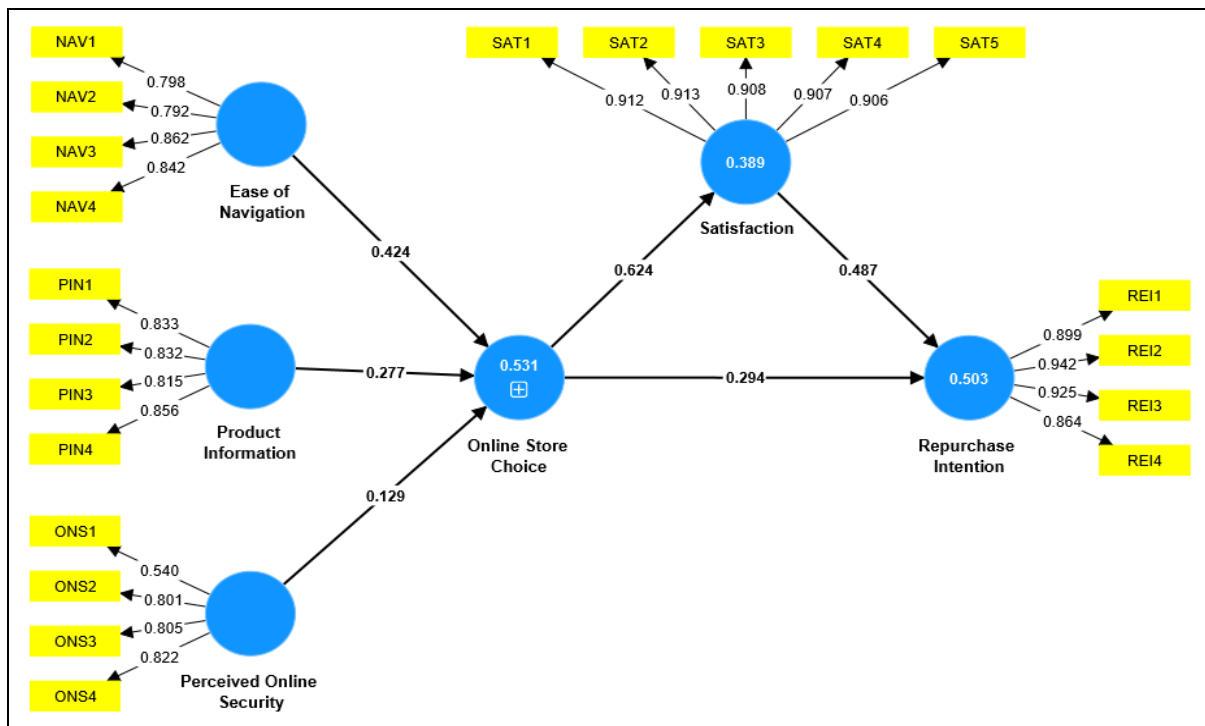 NAV1
NAV2
NAV3
NAV4
0.798
0.792
0.862
0.842
Ease of
Navigation
SAT1
SAT2
SAT3
SAT4
SAT5
0.912
0.913
0.908
0.907
0.906
0.389
Satisfaction
0.424
0.624
0.487
PIN1
PIN2
PIN3
PIN4
0.833
0.832
0.815
0.856
Product
Information
0.277
0.531
Online Store
Choice
0.294
0.503
Repurchase
Intention
REI1
REI2
REI3
REI4
0.899
0.942
0.925
0.864
0.129
ONS1
ONS2
ONS3
ONS4
0.540
0.801
0.805
0.822
Perceived Online
Security